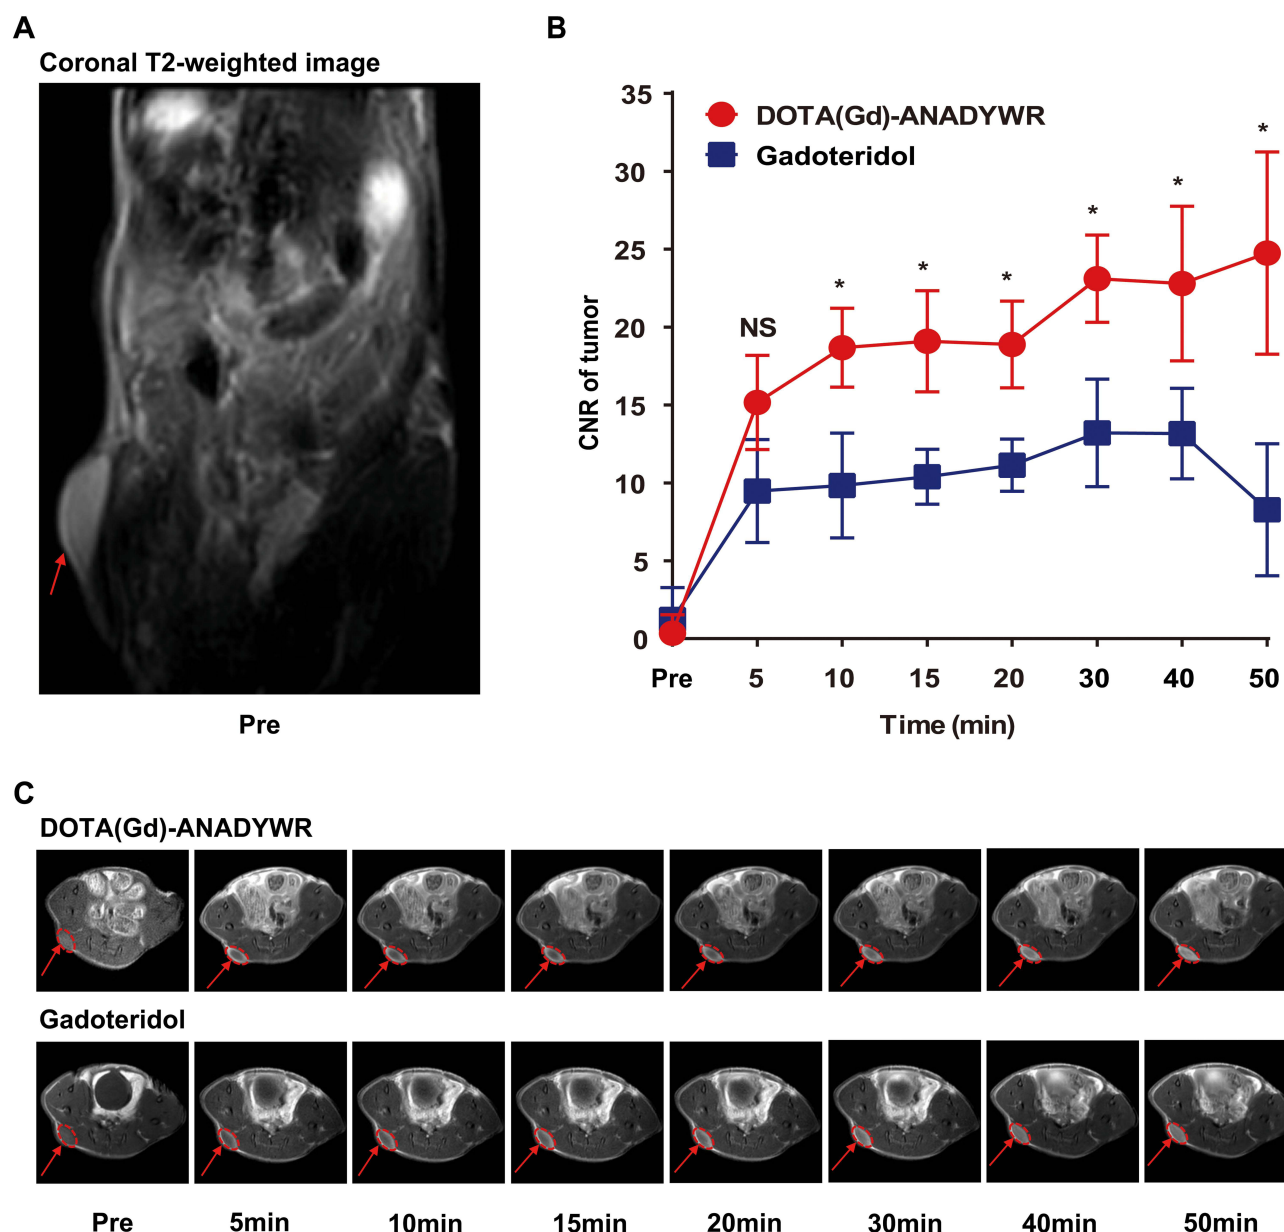 A
Coronal T2-weighted image
Pre
B
35
30
25
20
15
10
5
0
CNR of tumor
DOTA(Gd)-ANADYWR
Gadoteridol
NS
*
*
*
*
*
*
Pre 5 10 15 20 30 40 50
Time (min)
C
DOTA(Gd)-ANADYWR
Gadoteridol
Pre 5min 10min 15min 20min 30min 40min 50min